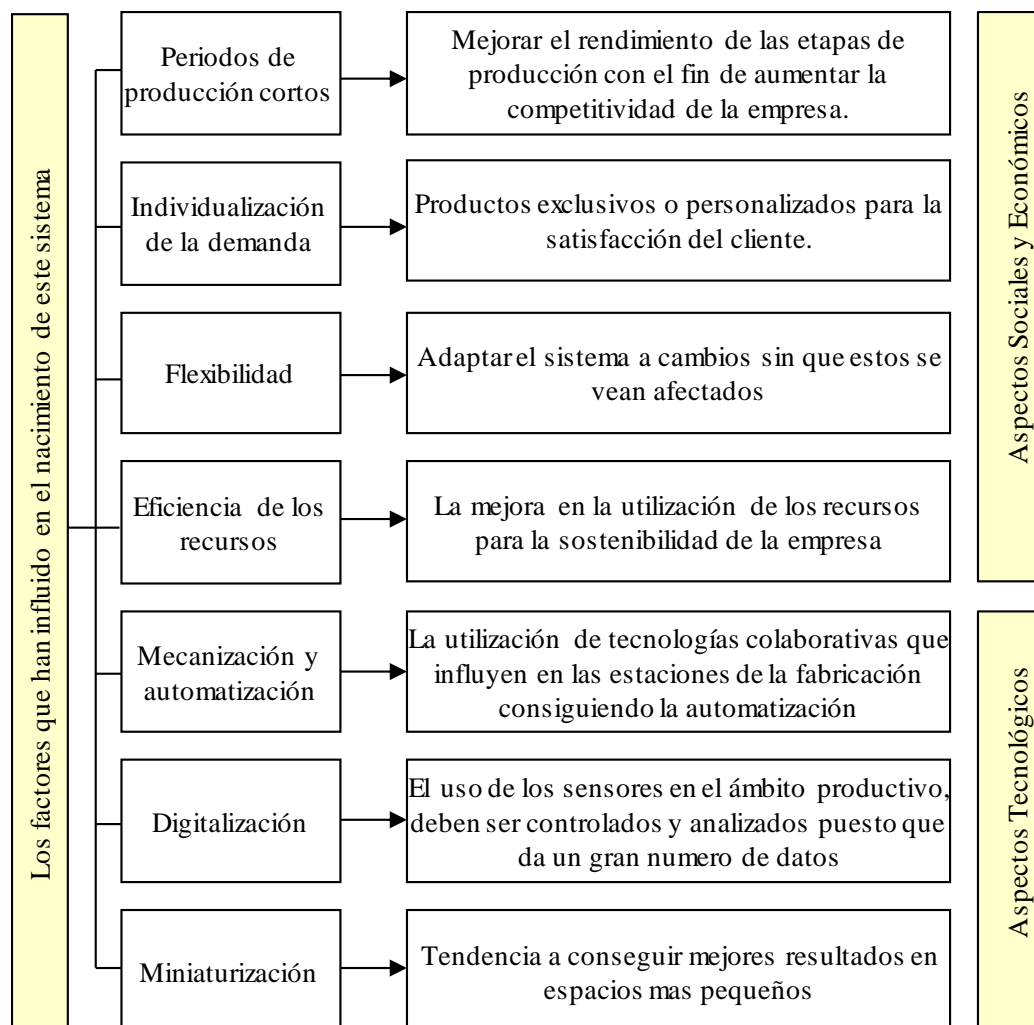 Los factores que han influido en el nacimiento de este sistema
Periodos de
producción cortos
Mejorar el rendimiento de las etapas de
producción con el fin de aumentar la
competitividad de la empresa.
Individualización
de la demanda
Productos exclusivos o personalizados para la
satisfacción del cliente.
Flexibilidad
Adaptar el sistema a cambios sin que estos se
vean afectados
Eficiencia de los
recursos
La mejora en la utilización de los recursos
para la sostenibilidad de la empresa
Aspectos Sociales y Económicos
Mecanización y
automatización
La utilización de tecnologías colaborativas que
influyen en las estaciones de la fabricación
consiguiendo la automatización
Digitalización
El uso de los sensores en el ámbito productivo,
deben ser controlados y analizados puesto que
da un gran numero de datos
Miniaturización
Tendencia a conseguir mejores resultados en
espacios mas pequeños
Aspectos Tecnológicos